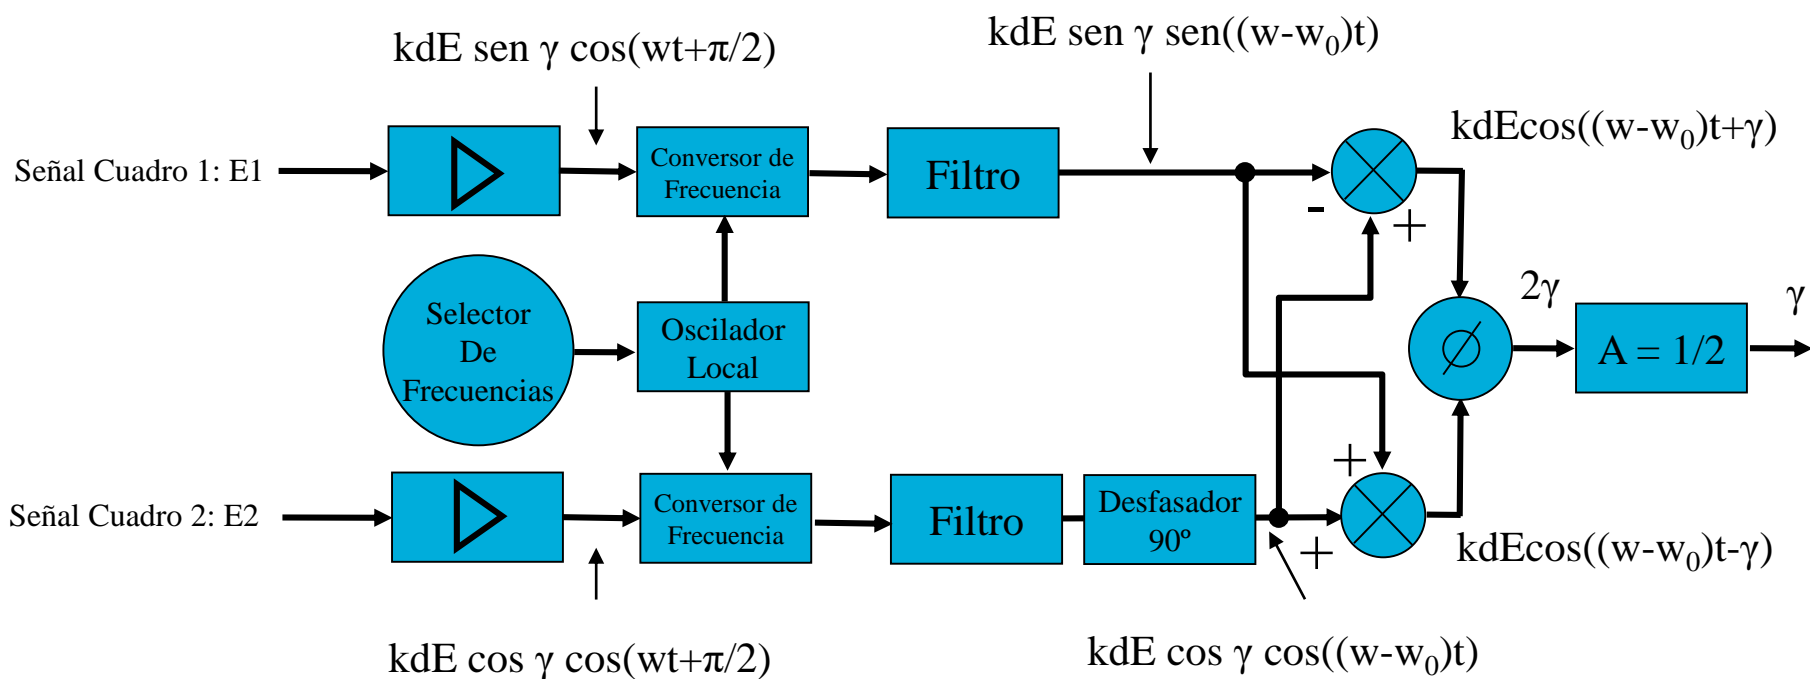 kdE sen γ cos(wt+π/2)
kdE sen γ sen((w-w₀)t)
kdEcos((w-w₀)t+γ)
Señal Cuadro 1: E1
Conversor de
Frecuencia
Filtro
-
+
Selector
De
Frecuencias
Oscilador
Local
2γ
A = 1/2
γ
+
Señal Cuadro 2: E2
Conversor de
Frecuencia
Filtro
Desfasador
90º
+
kdEcos((w-w₀)t-γ)
kdE cos γ cos(wt+π/2)
kdE cos γ cos((w-w₀)t)